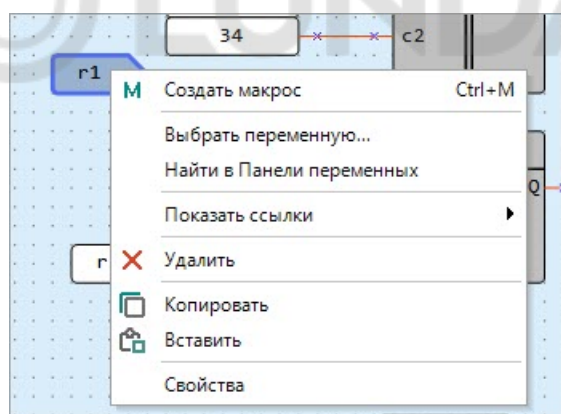 34
c2
r1
Создать макрос Ctrl+M
Выбрать переменную...
Найти в Панели переменных
Q
Показать ссылки
r
Удалить
Копировать
Вставить
Свойства